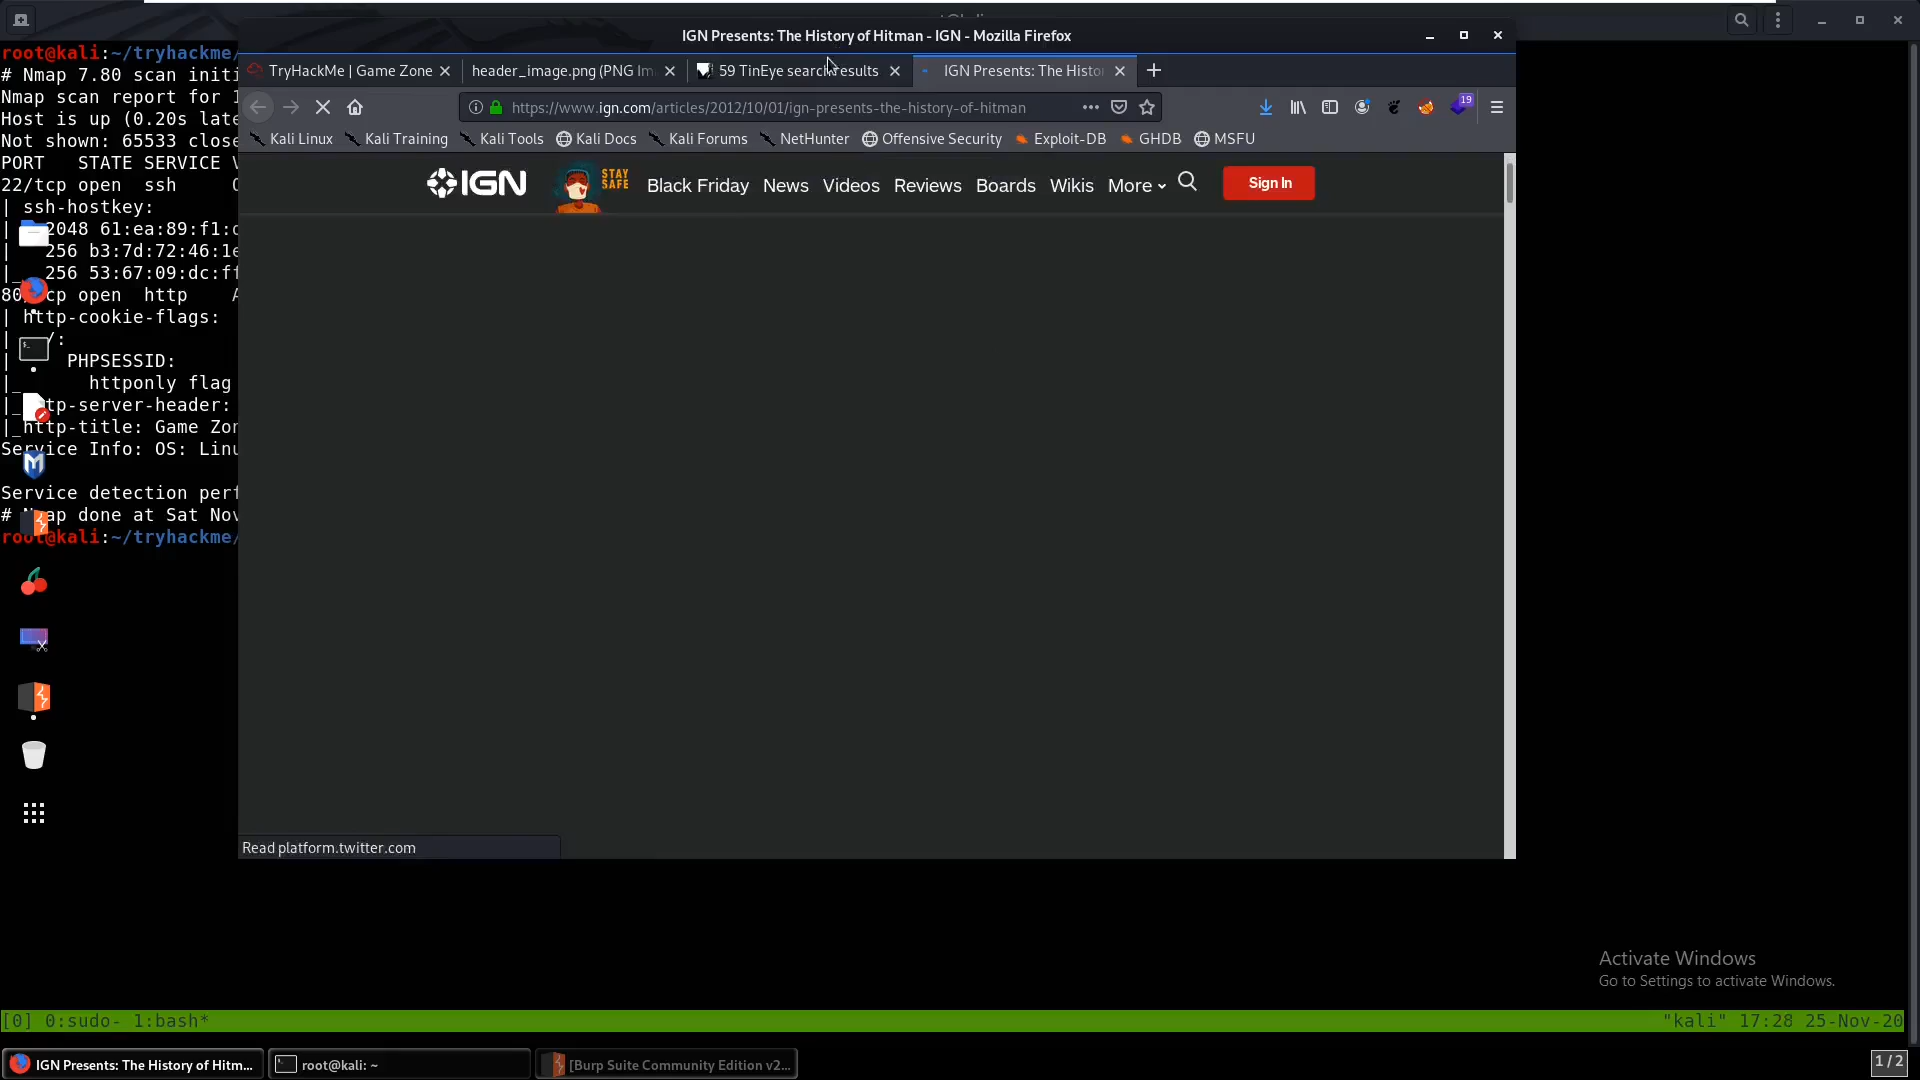 IGN Presents: The History of Hitman - IGN - Mozilla Firefox
TryHackMe | Game Zone
header_image.png (PNG Im
59 TinEye search results
IGN Presents: The Histo
https://www.ign.com/articles/2012/10/01/ign-presents-the-history-of-hitman
19
Kali Linux
Kali Training
Kali Tools
Kali Docs
Kali Forums
NetHunter
Offensive Security
Exploit-DB
GHDB
MSFU
IGN
STAY
SAFE
Black Friday
News
Videos
Reviews
Boards
Wikis
More
Sign In
Read platform.twitter.com
root@kali:~/tryhackme/
# Nmap 7.80 scan initi
Nmap scan report for 1
Host is up (0.20s late
Not shown: 65533 close
PORT   STATE SERVICE V
22/tcp open  ssh
| ssh-hostkey:
|   2048 61:ea:89:f1:
|   256 b3:7d:72:46:1e
|_  256 53:67:09:dc:ff
80 cp open  http    A
| http-cookie-flags:
|   /:
|     PHPSESSID:
|_      httponly flag
|_ tp-server-header:
|_http-title: Game Zon
Service Info: OS: Linu
Service detection perf
# N ap done at Sat Nov
root@kali:~/tryhackme/
Activate Windows
Go to Settings to activate Windows.
[0] 0:sudo- 1:bash*
"kali" 17:28 25-Nov-20
IGN Presents: The History of Hitm...
root@kali: ~
[Burp Suite Community Edition v2...
1 / 2